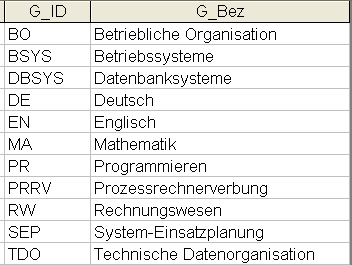 G_ID G_Bez
BO Betriebliche Organisation
BSYS Betriebssysteme
DBSYS Datenbanksysteme
DE Deutsch
EN Englisch
MA Mathematik
PR Programmieren
PRRV Prozessrechnerverbung
RW Rechnungswesen
SEP System-Einsatzplanung
TDO Technische Datenorganisation